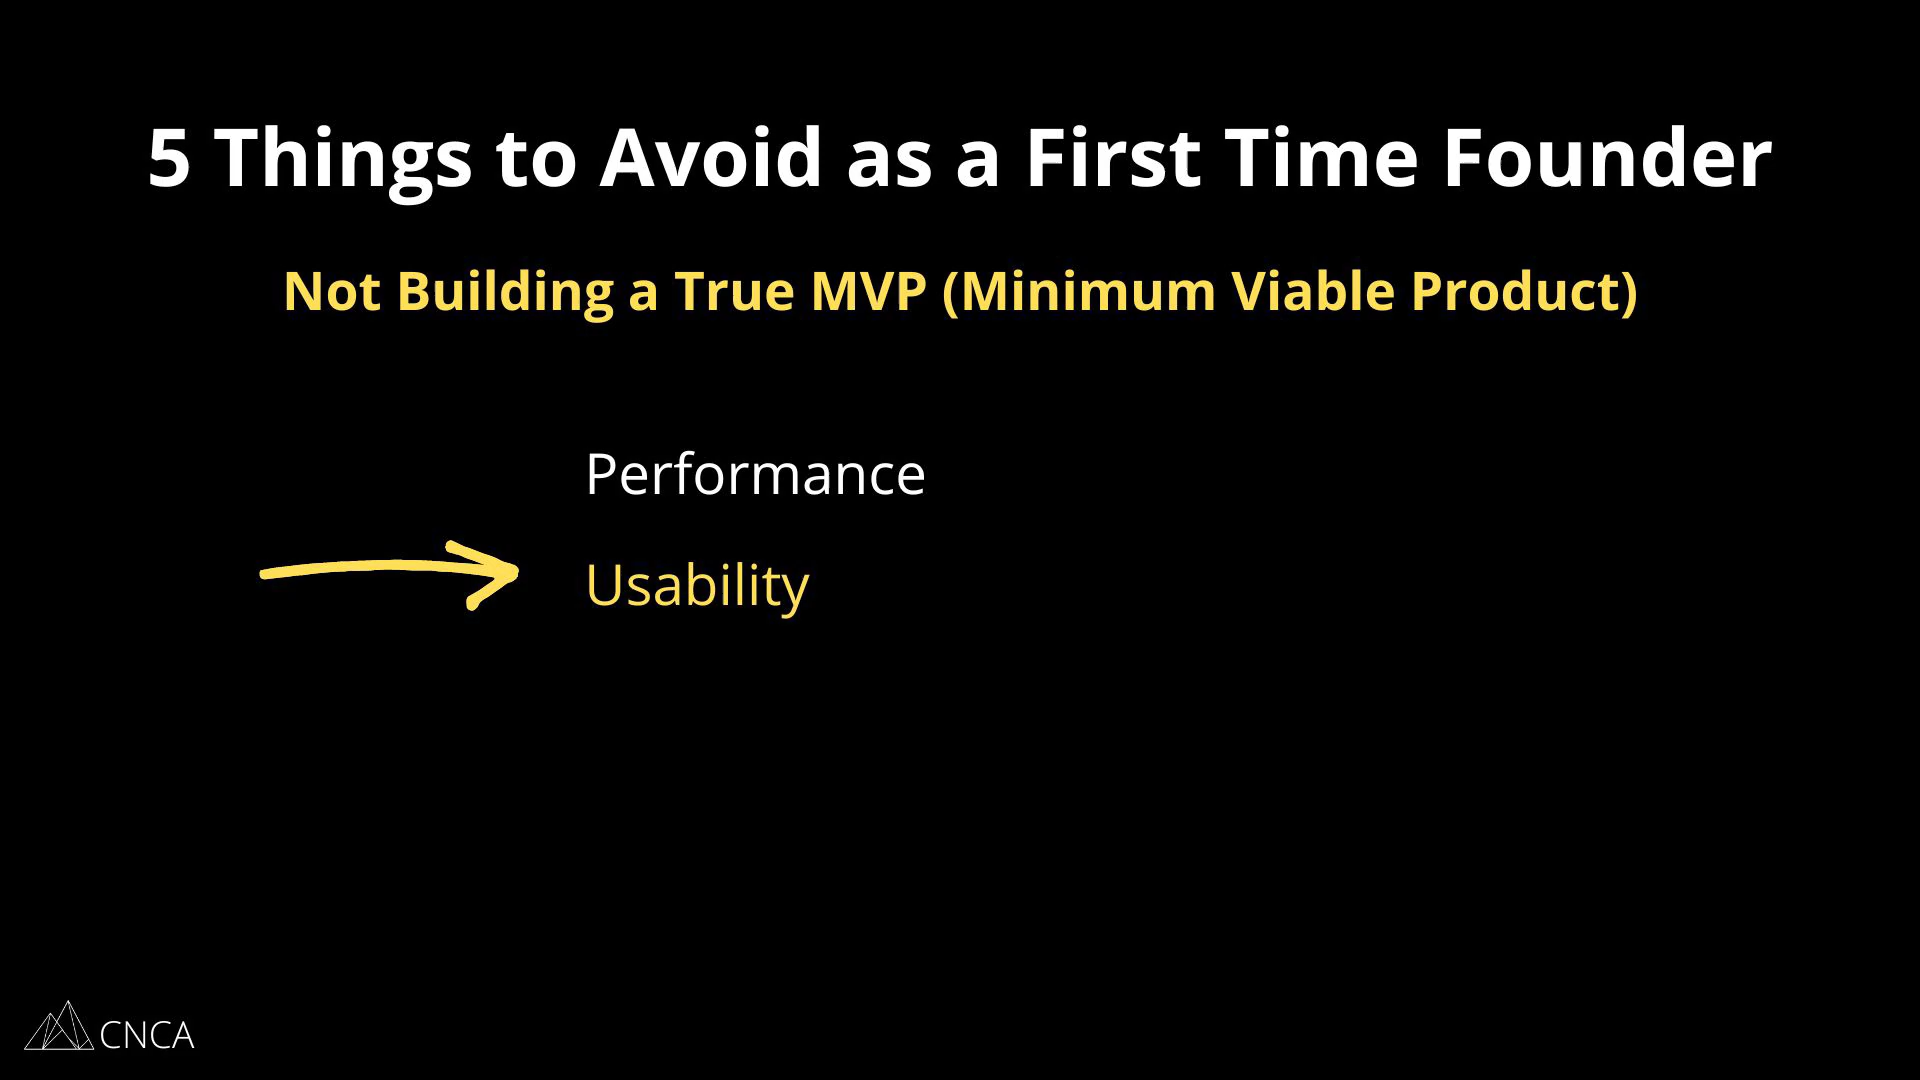 5 Things to Avoid as a First Time Founder
Not Building a True MVP (Minimum Viable Product)
Performance
Usability
CNCA